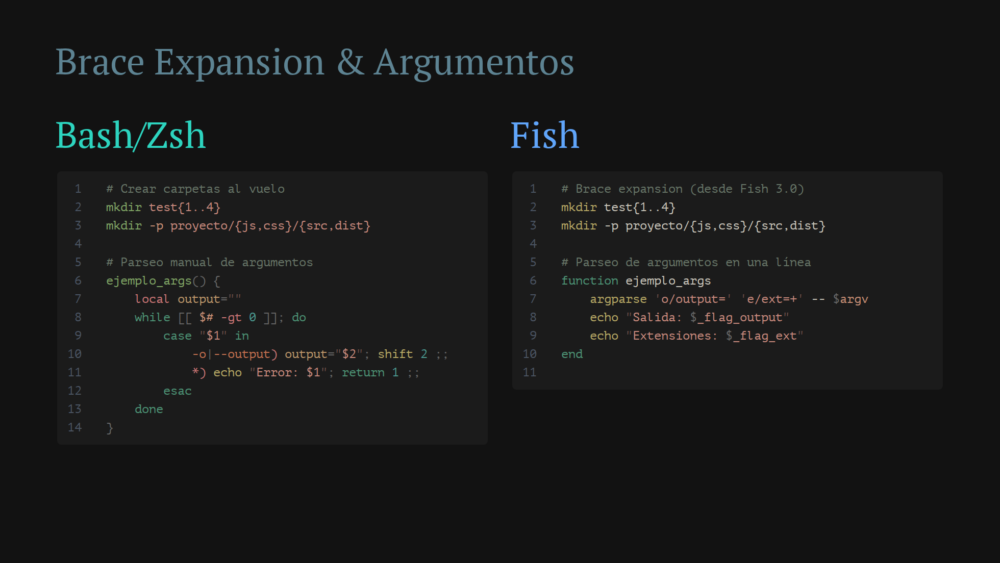 Brace Expansion & Argumentos
Bash/Zsh
1 # Crear carpetas al vuelo
2 mkdir test{1..4}
3 mkdir -p proyecto/{js,css}/{src,dist}
4
5 # Parseo manual de argumentos
6 ejemplo_args() {
7     local output=""
8     while [[ $# -gt 0 ]]; do
9         case "$1" in
10             -o|--output) output="$2"; shift 2 ;;
11             *) echo "Error: $1"; return 1 ;;
12         esac
13     done
14 }
Fish
1 # Brace expansion (desde Fish 3.0)
2 mkdir test{1..4}
3 mkdir -p proyecto/{js,css}/{src,dist}
4
5 # Parseo de argumentos en una línea
6 function ejemplo_args
7     argparse 'o/output=' 'e/ext=+' -- $argv
8     echo "Salida: $_flag_output"
9     echo "Extensiones: $_flag_ext"
10 end
11